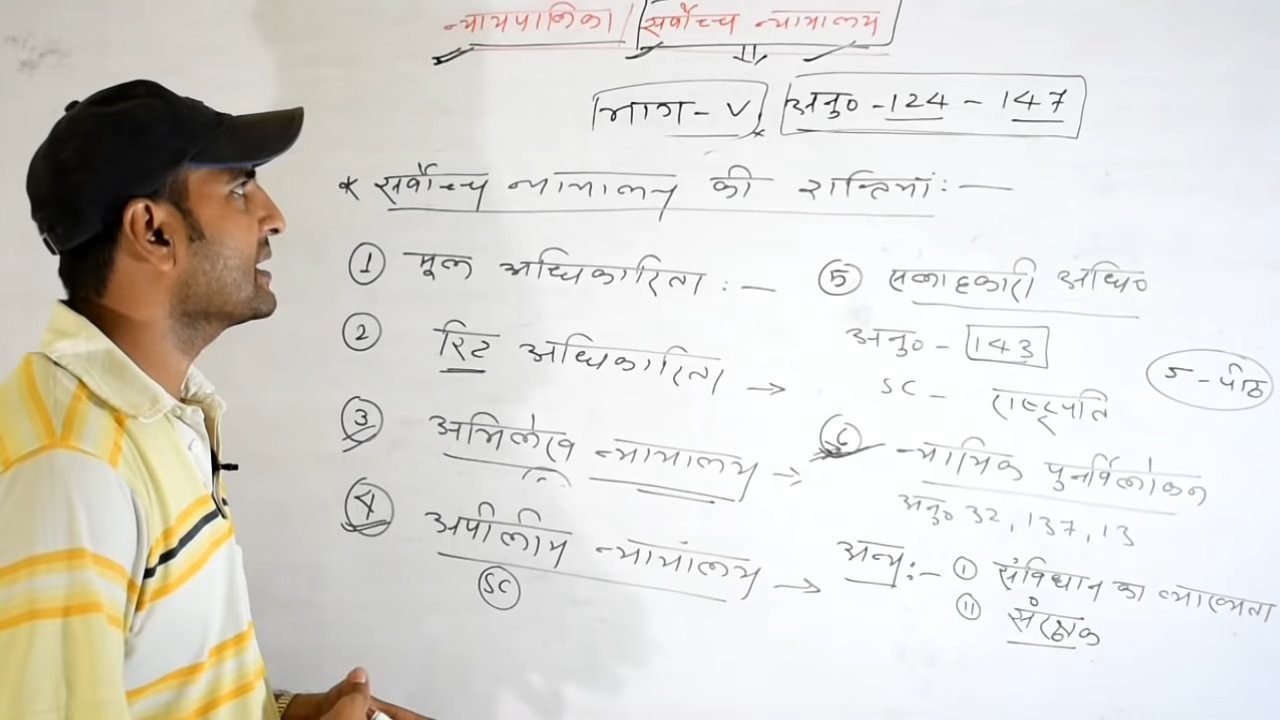 न्यायपालिका / सर्वोच्च न्यायालय
भाग - V, अनु० - 124 - 147
* सर्वोच्च न्यायालय की शक्तियां : —
① मूल अधिकारिता : —
② रिट अधिकारिता →
③ अभिलेख न्यायालय →
④ अपीलीय न्यायालय →
SC
⑤ सलाहकारी अधि०
अनु० - 143
SC - राष्ट्रपति
5 - पीठ
⑥ न्यायिक पुनर्विलोकन
अनु० 32, 137, 13
अन्य : - ① संविधान का व्याख्यता
⑪ संरक्षक